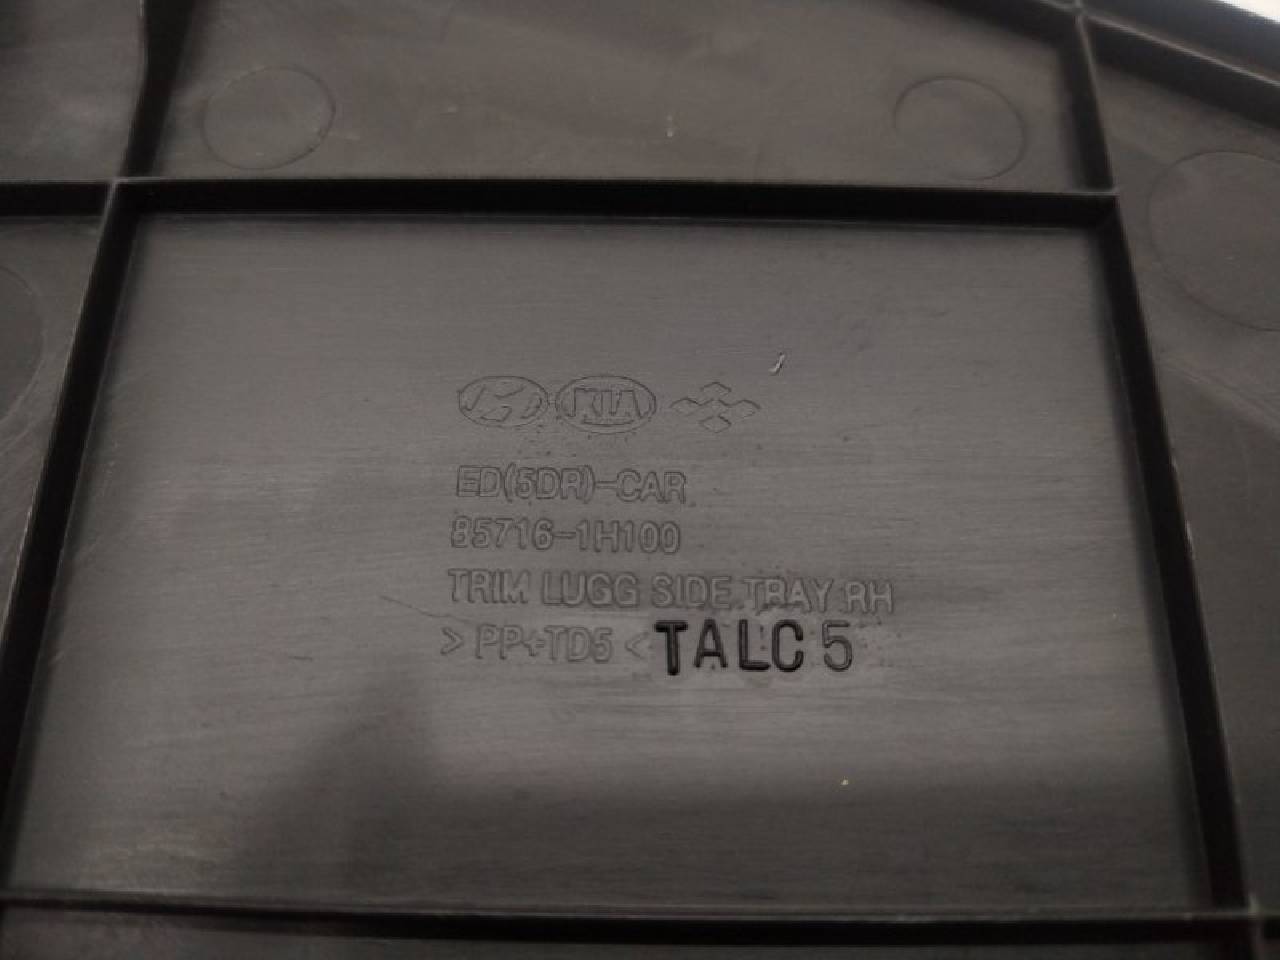 KIA
ED(5DR)-CAR
85716-1H100
TRIM LUGG SIDE TRAY RH
>PP+TD5< TALC 5